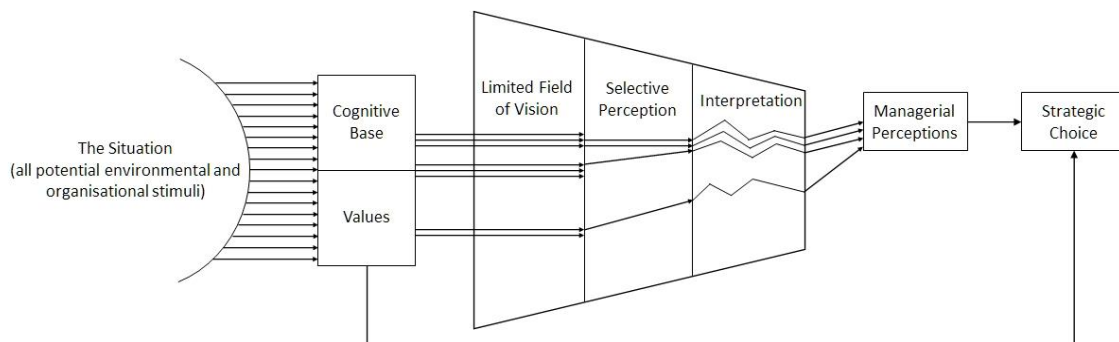 The Situation
(all potential environmental and
organisational stimuli)
Cognitive
Base
Values
Limited Field
of Vision
Selective
Perception
Interpretation
Managerial
Perceptions
Strategic
Choice